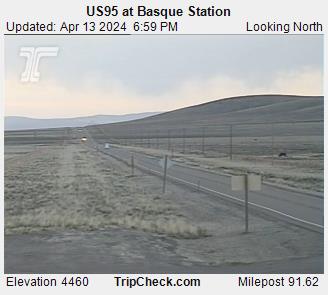 US95 at Basque Station
Updated: Apr 13 2024 6:59 PM Looking North
Elevation 4460 TripCheck.com Milepost 91.62